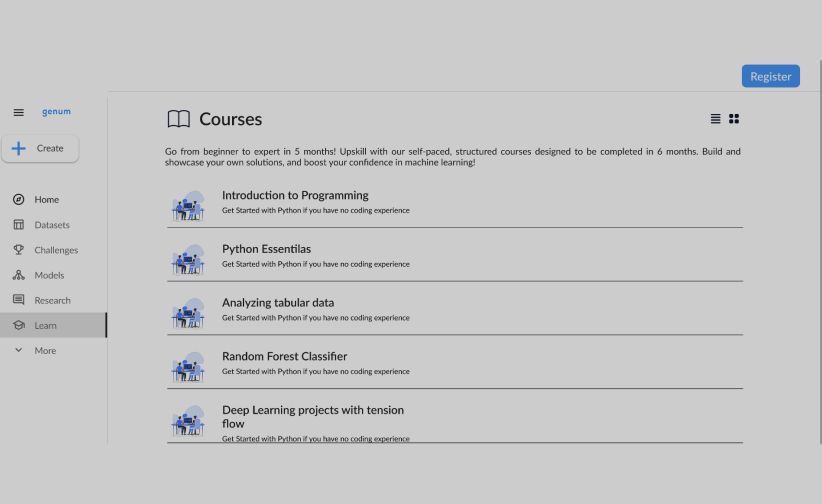 Register
genum
Courses
Create
Go from beginner to expert in 5 months! Upskill with our self-paced, structured courses designed to be completed in 6 months. Build and
showcase your own solutions, and boost your confidence in machine learning!
Home
Datasets
Challenges
Models
Research
Learn
More
Introduction to Programming
Get Started with Python if you have no coding experience
Python Essentilas
Get Started with Python if you have no coding experience
Analyzing tabular data
Get Started with Python if you have no coding experience
Random Forest Classifier
Get Started with Python if you have no coding experience
Deep Learning projects with tension
flow
Get Started with Python if you have no coding experience